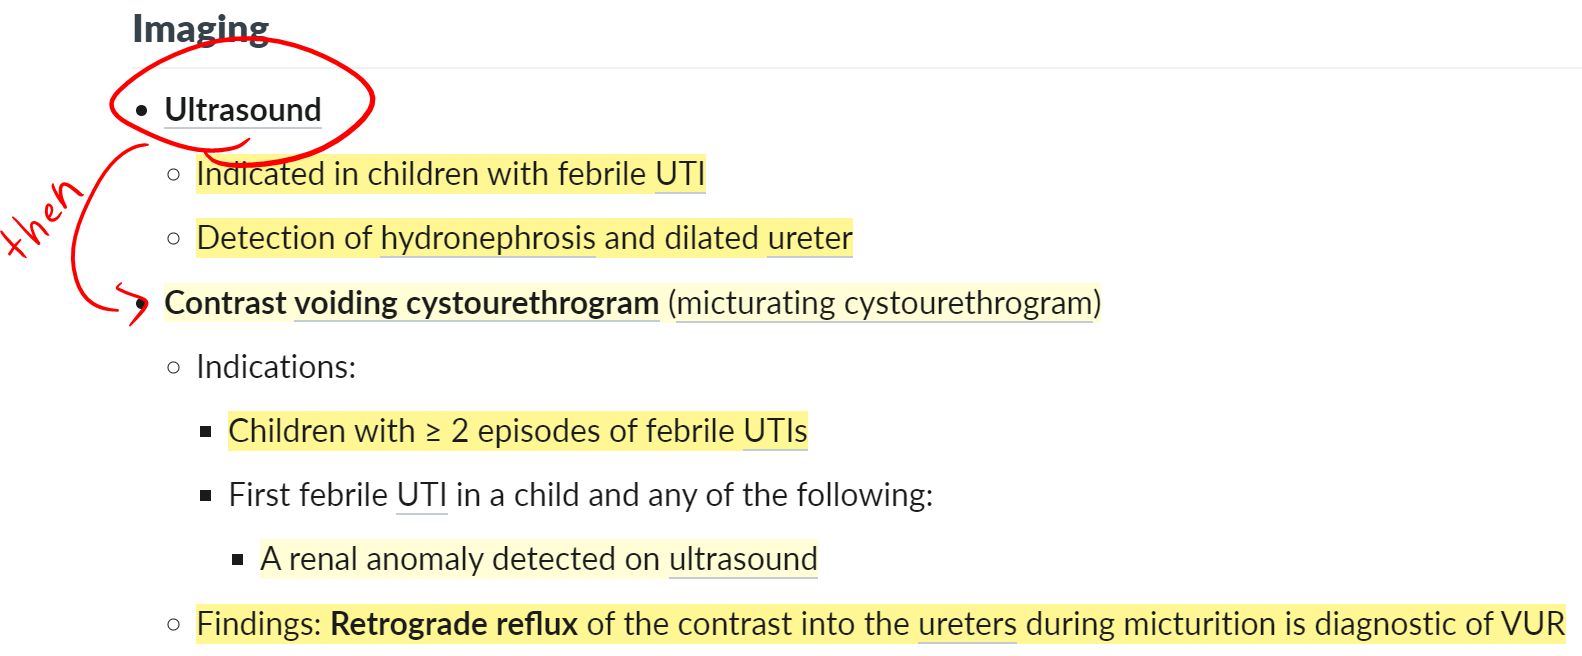 Imaging
Ultrasound
Indicated in children with febrile UTI
Detection of hydronephrosis and dilated ureter
then
Contrast voiding cystourethrogram (micturating cystourethrogram)
Indications:
Children with ≥ 2 episodes of febrile UTIs
First febrile UTI in a child and any of the following:
A renal anomaly detected on ultrasound
Findings: Retrograde reflux of the contrast into the ureters during micturition is diagnostic of VUR